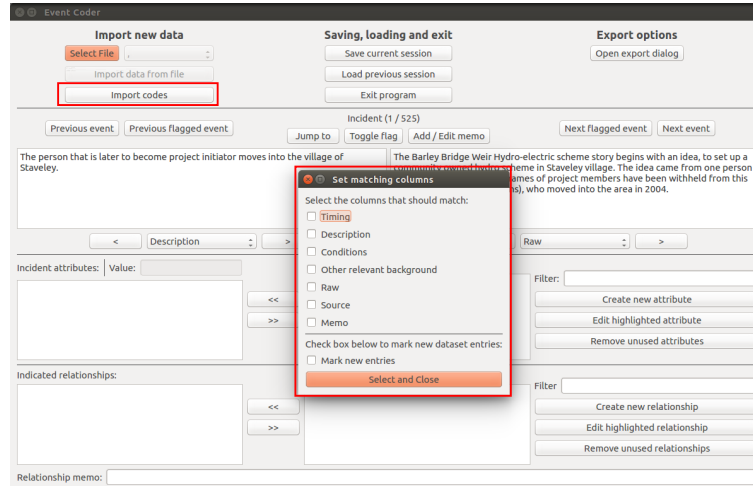 Event Coder
Import new data
Saving, loading and exit
Export options
Select File ,
Save current session
Open export dialog
Import data from file
Load previous session
Import codes
Exit program
Incident (1 / 525)
Previous event Previous flagged event
Jump to Toggle flag Add / Edit memo
Next flagged event Next event
The person that is later to become project initiator moves into the village of
Staveley.
The Barley Bridge Weir Hydro-electric scheme story begins with an idea, to set up a
community owned hydro scheme in Staveley village. The idea came from one person
ames of project members have been withheld from this
s), who moved into the area in 2004.
< Description >
Raw >
Set matching columns
Select the columns that should match:
Timing
Description
Conditions
Other relevant background
Raw
Source
Memo
Check box below to mark new dataset entries:
Mark new entries
Select and Close
Incident attributes: Value:
<<
>>
Filter:
Create new attribute
Edit highlighted attribute
Remove unused attributes
Indicated relationships:
<<
>>
Filter
Create new relationship
Edit highlighted relationship
Remove unused relationships
Relationship memo: